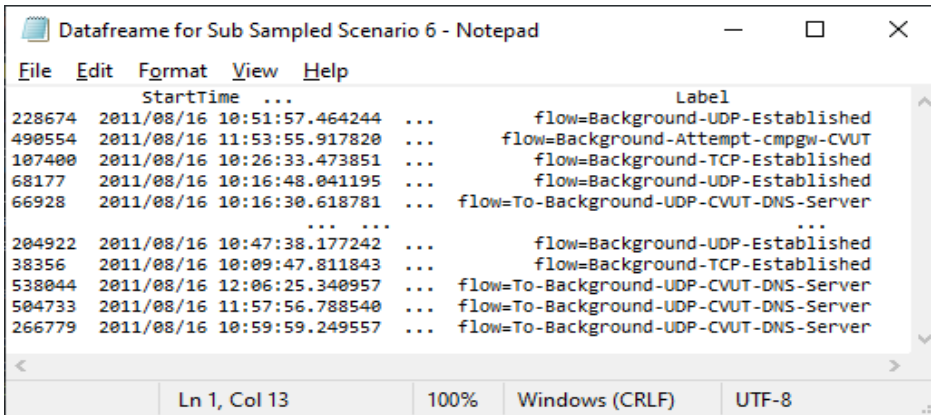 Datafreame for Sub Sampled Scenario 6 - Notepad
File Edit Format View Help
StartTime ... Label
228674 2011/08/16 10:51:57.464244 ... flow=Background-UDP-Established
490554 2011/08/16 11:53:55.917820 ... flow=Background-Attempt-cmpgw-CVUT
107400 2011/08/16 10:26:33.473851 ... flow=Background-TCP-Established
68177 2011/08/16 10:16:48.041195 ... flow=Background-UDP-Established
66928 2011/08/16 10:16:30.618781 ... flow=To-Background-UDP-CVUT-DNS-Server
... ... ...
204922 2011/08/16 10:47:38.177242 ... flow=Background-UDP-Established
38356 2011/08/16 10:09:47.811843 ... flow=Background-TCP-Established
538044 2011/08/16 12:06:25.340957 ... flow=To-Background-UDP-CVUT-DNS-Server
504733 2011/08/16 11:57:56.788540 ... flow=To-Background-UDP-CVUT-DNS-Server
266779 2011/08/16 10:59:59.249557 ... flow=To-Background-UDP-CVUT-DNS-Server
Ln 1, Col 13 100% Windows (CRLF) UTF-8